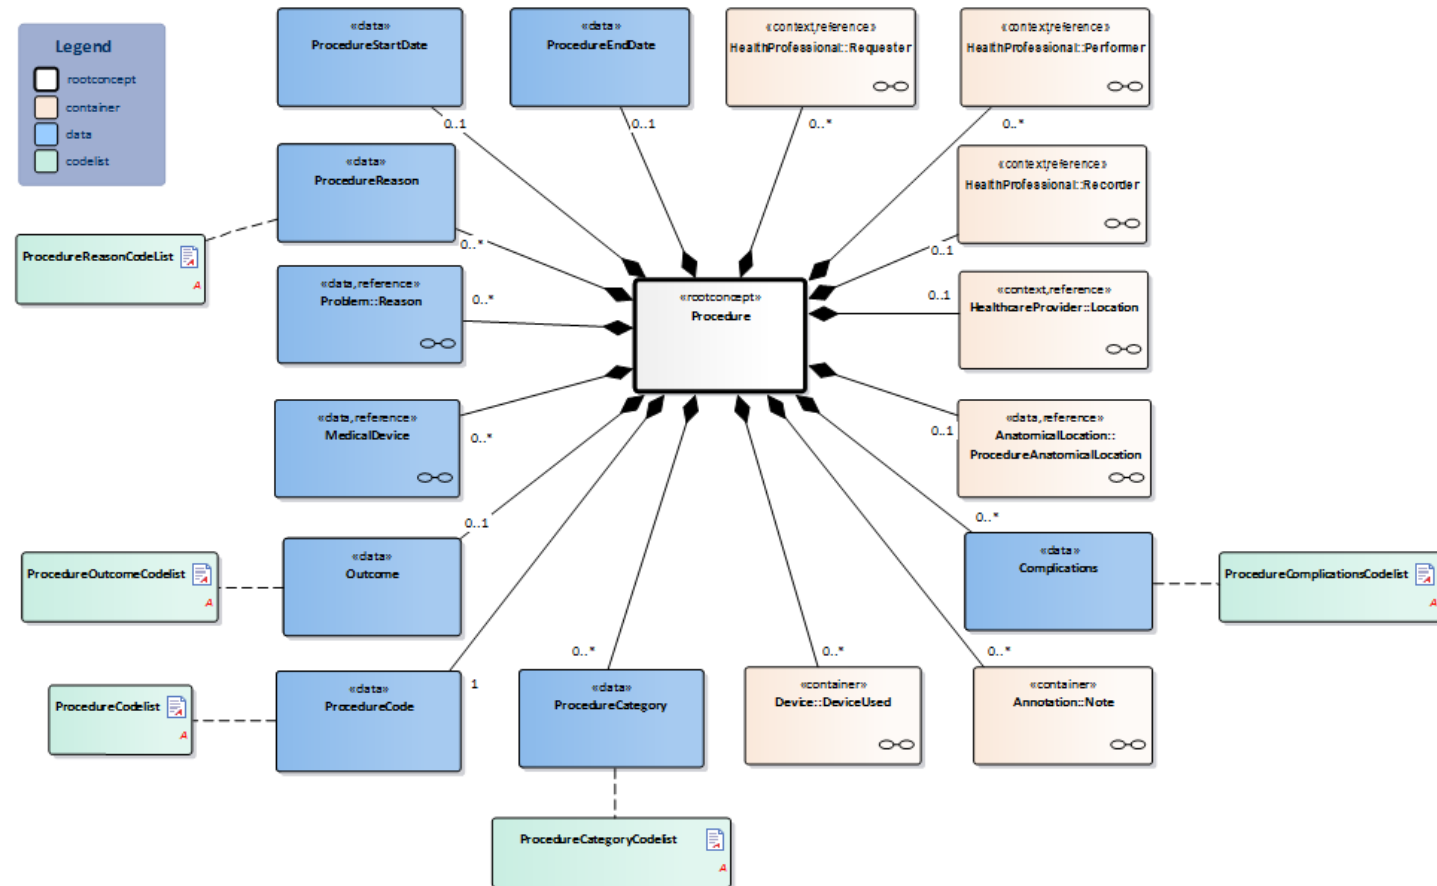 Legend
rootconcept
container
data
codelist
«data»
ProcedureStartDate
0..1
«data»
ProcedureEndDate
0..1
«context,reference»
HealthProfessional::Requester
0..*
«context,reference»
HealthProfessional::Performer
0..*
«data»
ProcedureReason
0..*
«context,reference»
HealthProfessional::Recorder
0..1
ProcedureReasonCodeList
A
«data,reference»
Problem::Reason
0..*
«rootconcept»
Procedure
«context,reference»
HealthcareProvider::Location
0..1
«data,reference»
MedicalDevice
0..*
«data,reference»
AnatomicalLocation::
ProcedureAnatomicalLocation
0..1
«data»
Outcome
0..1
ProcedureOutcomeCodelist
A
«data»
Complications
0..*
ProcedureComplicationsCodelist
A
«data»
ProcedureCode
1
ProcedureCodelist
A
«data»
ProcedureCategory
0..*
«container»
Device::DeviceUsed
0..*
«container»
Annotation::Note
0..*
ProcedureCategoryCodelist
A